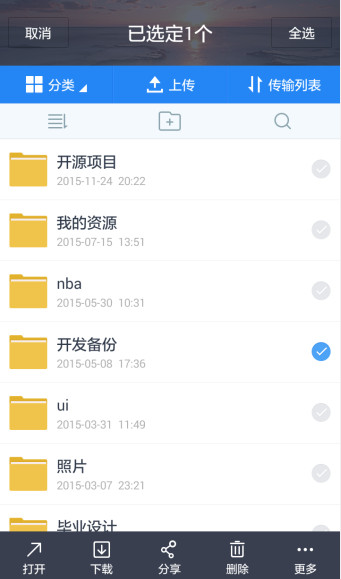 取消 已选定1个 全选
分类 上传 传输列表
开源项目
2015-11-24 20:22
我的资源
2015-07-15 13:51
nba
2015-05-30 10:31
开发备份
2015-05-08 17:36
ui
2015-03-31 11:49
照片
2015-03-07 23:21
毕业设计
打开 下载 分享 删除 更多